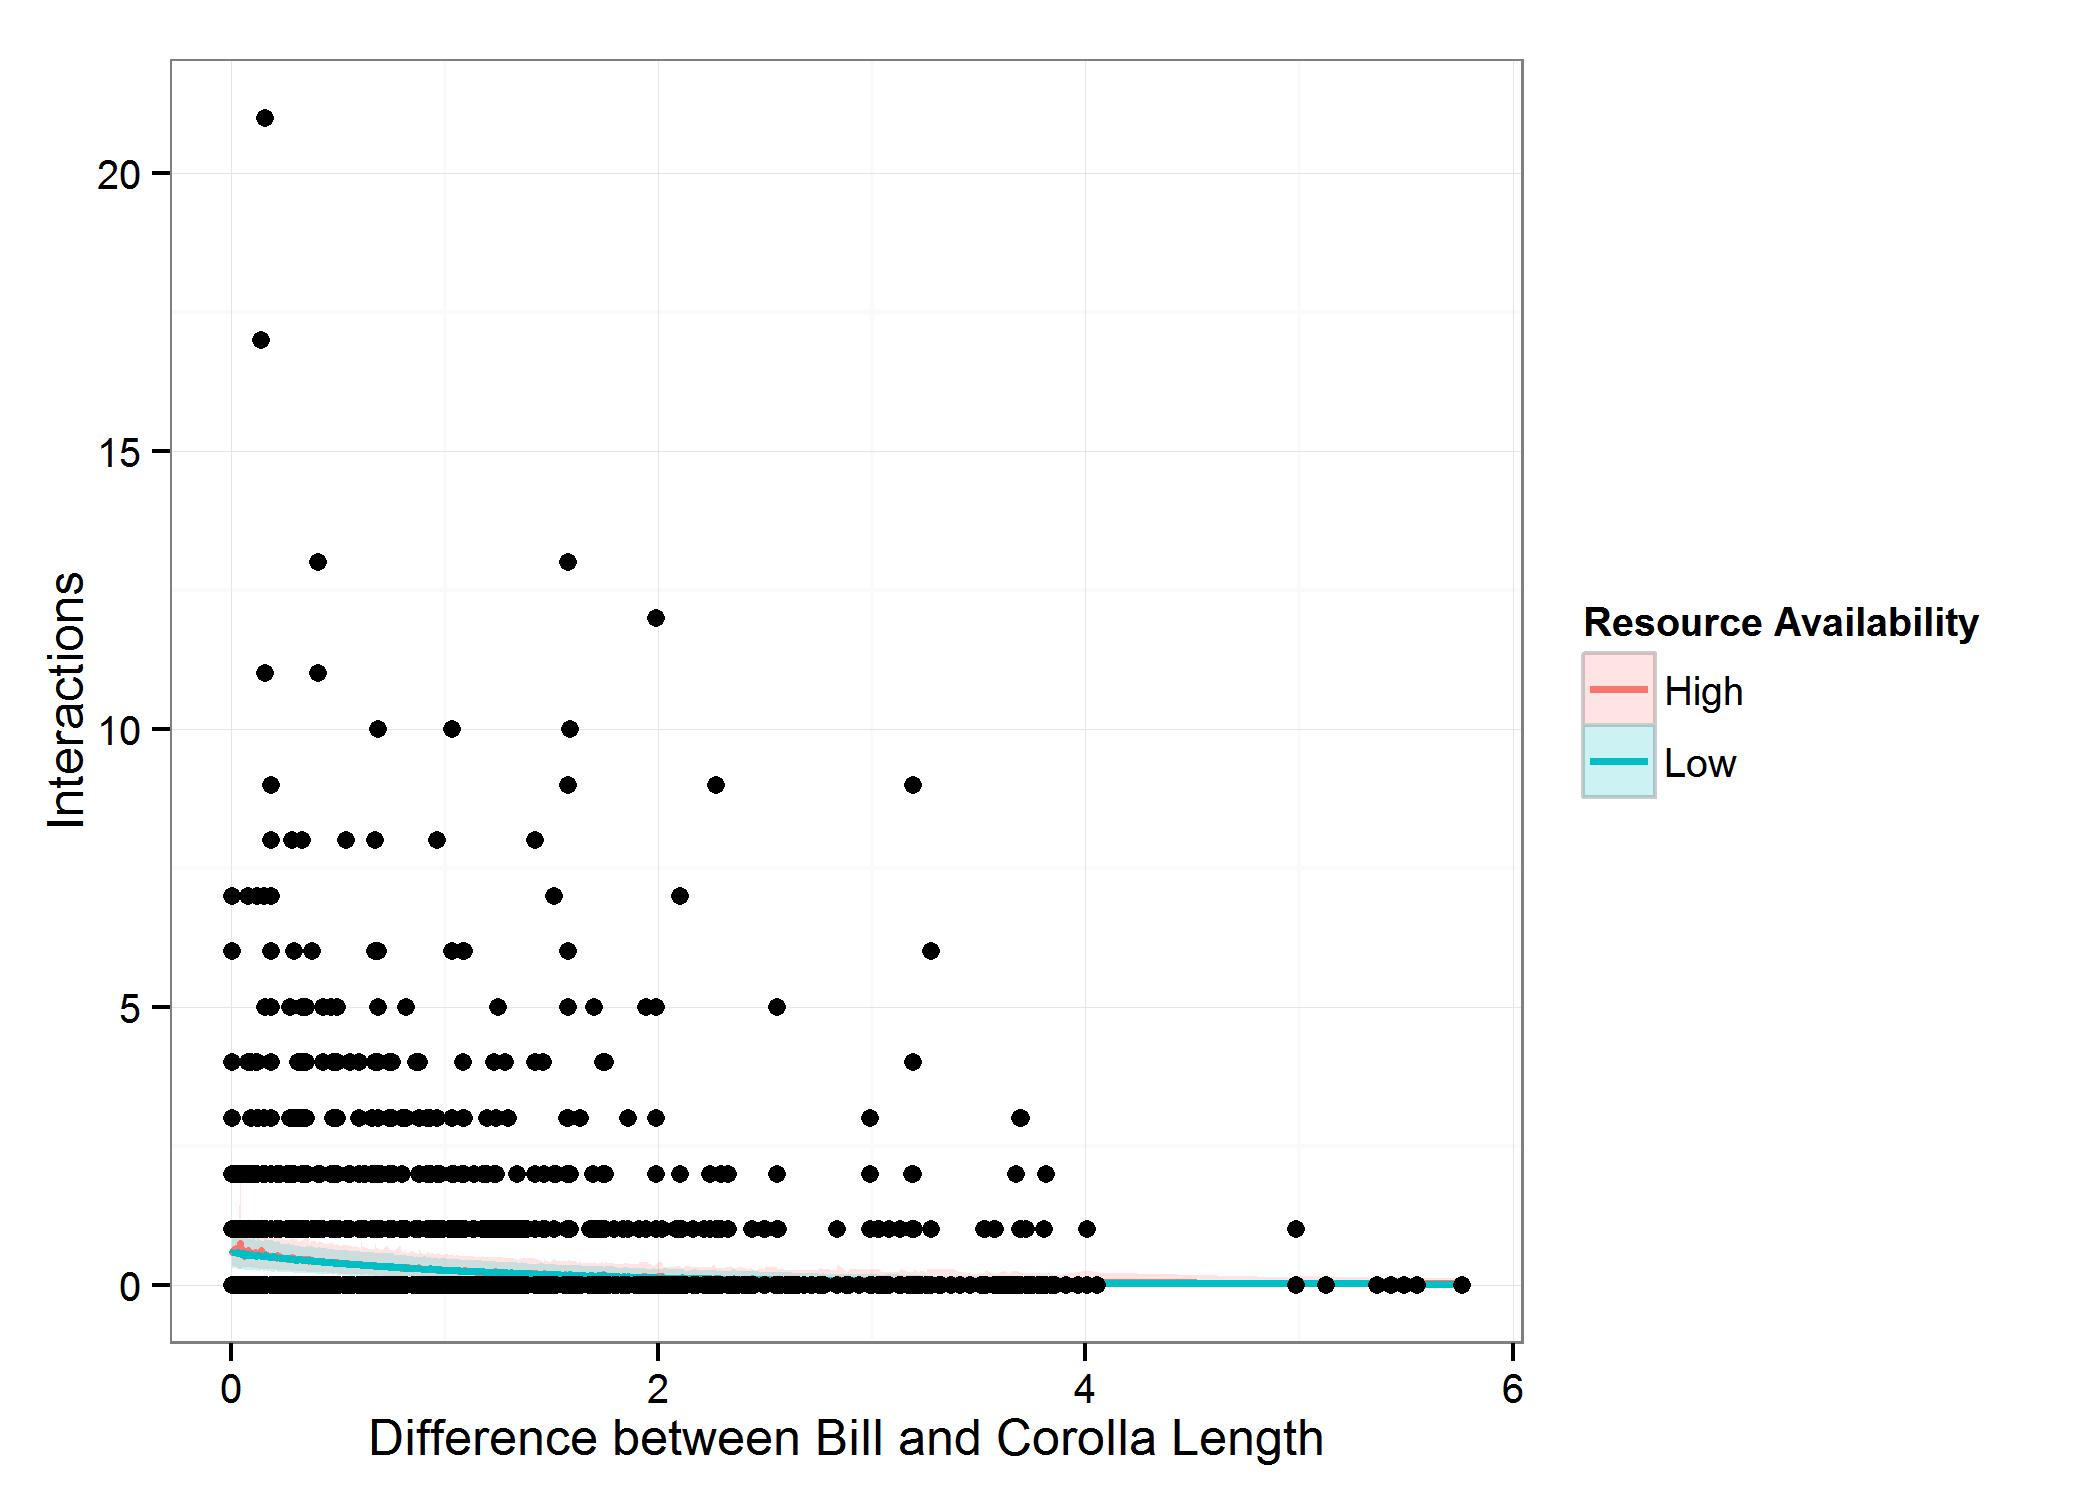 20
15
10
5
0
Interactions
0 2 4 6
Difference between Bill and Corolla Length
Resource Availability
High
Low